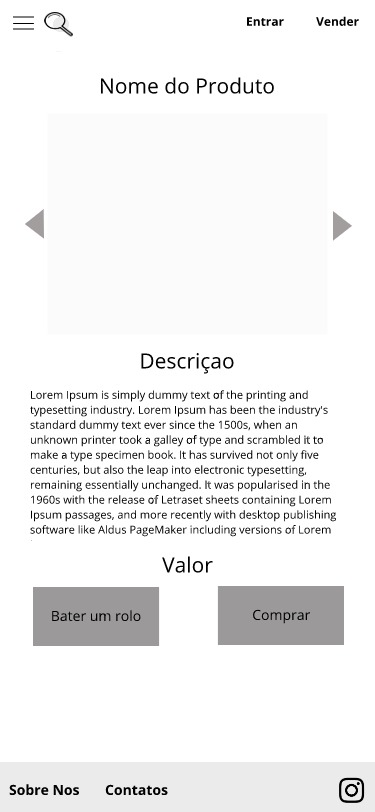 Entrar Vender
Nome do Produto
Descriçao
Lorem Ipsum is simply dummy text of the printing and
typesetting industry. Lorem Ipsum has been the industry's
standard dummy text ever since the 1500s, when an
unknown printer took a galley of type and scrambled it to
make a type specimen book. It has survived not only five
centuries, but also the leap into electronic typesetting,
remaining essentially unchanged. It was popularised in the
1960s with the release of Letraset sheets containing Lorem
Ipsum passages, and more recently with desktop publishing
software like Aldus PageMaker including versions of Lorem
Valor
Bater um rolo Comprar
Sobre Nos Contatos